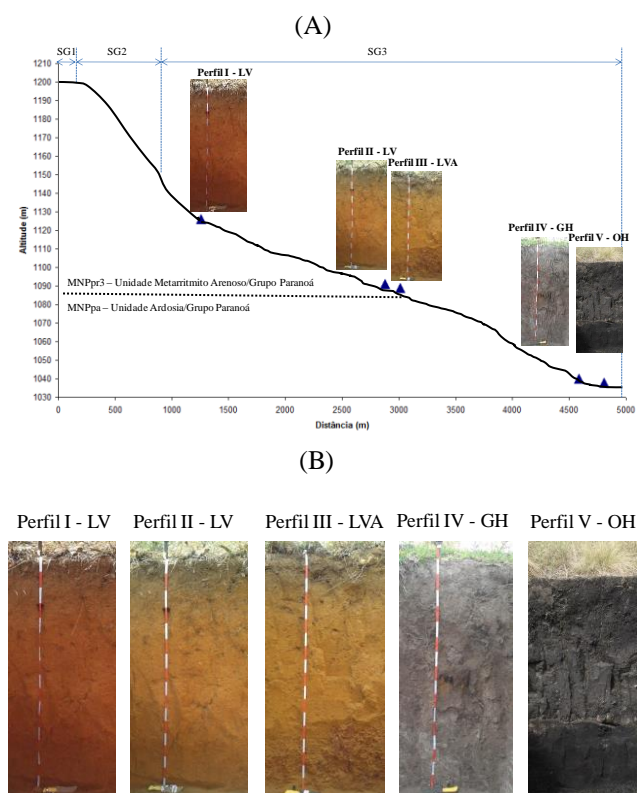 (A)
SG1 SG2 SG3
1210
1200
1190
1180
1170
1160
1150
1140
1130
1120
1110
1100
1090
1080
1070
1060
1050
1040
1030
Altitude (m)
Perfil I - LV
Perfil II - LV
Perfil III - LVA
Perfil IV - GH
Perfil V - OH
MNPpr3 – Unidade Metarritmito Arenoso/Grupo Paranoá
MNPpa – Unidade Ardosia/Grupo Paranoá
0 500 1000 1500 2000 2500 3000 3500 4000 4500 5000
Distância (m)
(B)
Perfil I - LV Perfil II - LV Perfil III - LVA Perfil IV - GH Perfil V - OH